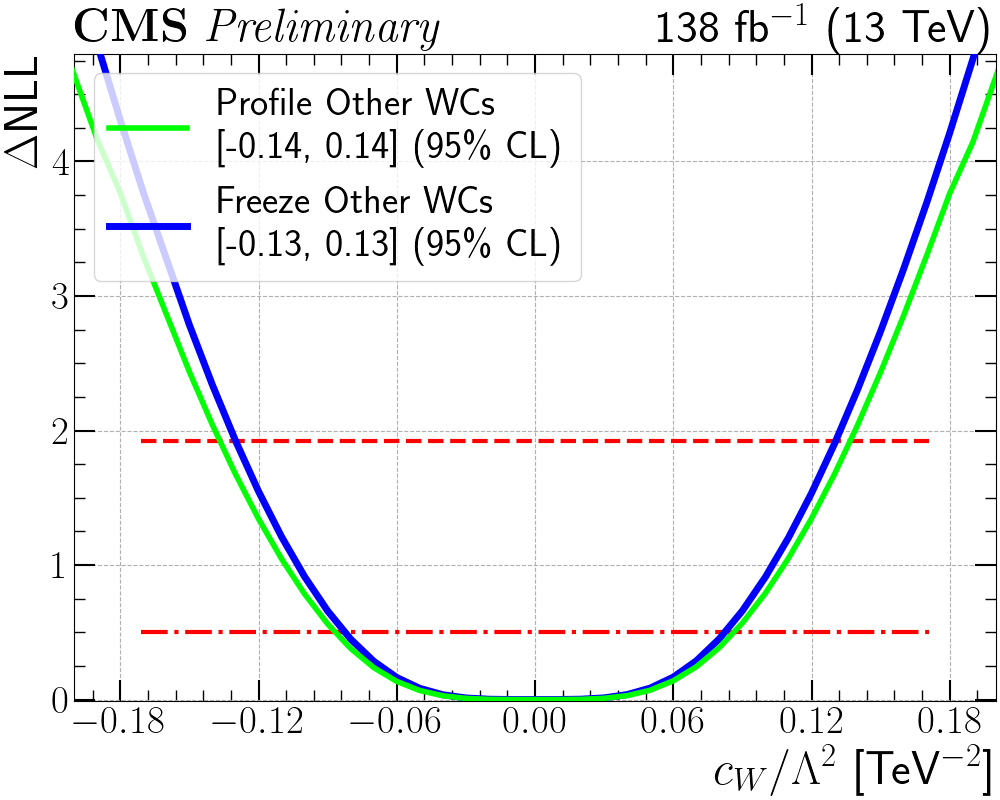 CMS Preliminary 138 fb⁻¹ (13 TeV)
ΔNLL
Profile Other WCs
[-0.14, 0.14] (95% CL)
Freeze Other WCs
[-0.13, 0.13] (95% CL)
4
3
2
1
0
−0.18 −0.12 −0.06 0.00 0.06 0.12 0.18
c_W/Λ² [TeV⁻²]